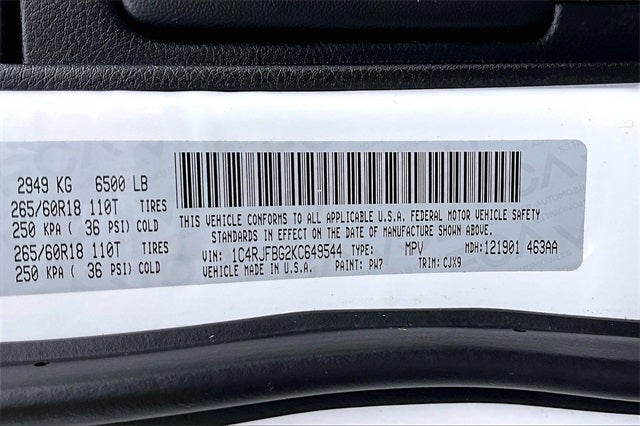 2949 KG 6500 LB
265/60R18 110T TIRES
250 KPA ( 36 PSI) COLD
265/60R18 110T TIRES
250 KPA ( 36 PSI) COLD
THIS VEHICLE CONFORMS TO ALL APPLICABLE U.S.A. FEDERAL MOTOR VEHICLE SAFETY
STANDARDS IN EFFECT ON THE DATE OF MANUFACTURE SHOWN ABOVE.
VIN: 1C4RJFBG2KC649544 TYPE: MPV MDH: 121901 463AA
VEHICLE MADE IN U.S.A. PAINT: PW7 TRIM: CJX9